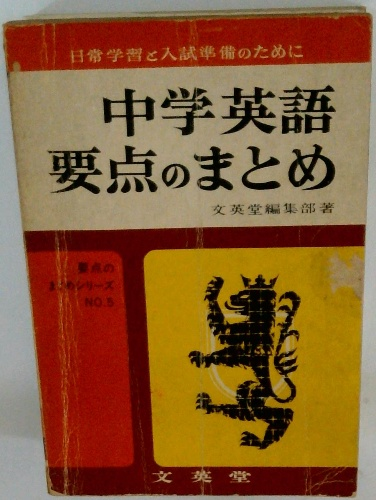 日常学習と入試準備のために
中学英語
要点のまとめ
文英堂編集部著
要点の
まとめシリーズ
NO.5
文英堂